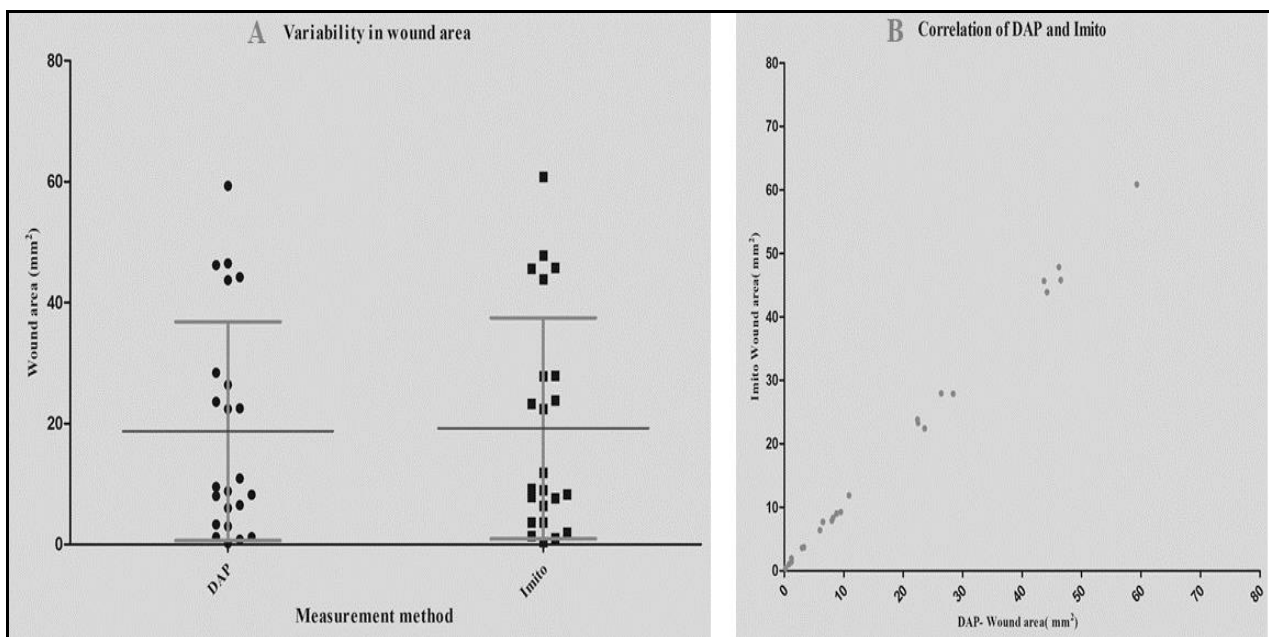 A Variability in wound area
80
60
40
20
0
Wound area (mm²)
DAP
Imito
Measurement method
B Correlation of DAP and Imito
80
70
60
50
40
30
20
10
0
Imito Wound area( mm²)
0 10 20 30 40 50 60 70 80
DAP- Wound area( mm²)